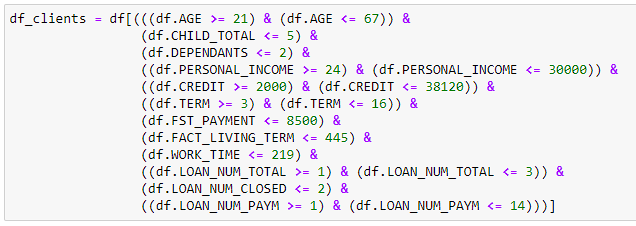 df_clients = df[(((df.AGE >= 21) & (df.AGE <= 67)) &
(df.CHILD_TOTAL <= 5) &
(df.DEPENDANTS <= 2) &
((df.PERSONAL_INCOME >= 24) & (df.PERSONAL_INCOME <= 30000)) &
((df.CREDIT >= 2000) & (df.CREDIT <= 38120)) &
((df.TERM >= 3) & (df.TERM <= 16)) &
(df.FST_PAYMENT <= 8500) &
(df.FACT_LIVING_TERM <= 445) &
(df.WORK_TIME <= 219) &
((df.LOAN_NUM_TOTAL >= 1) & (df.LOAN_NUM_TOTAL <= 3)) &
(df.LOAN_NUM_CLOSED <= 2) &
((df.LOAN_NUM_PAYM >= 1) & (df.LOAN_NUM_PAYM <= 14)))]